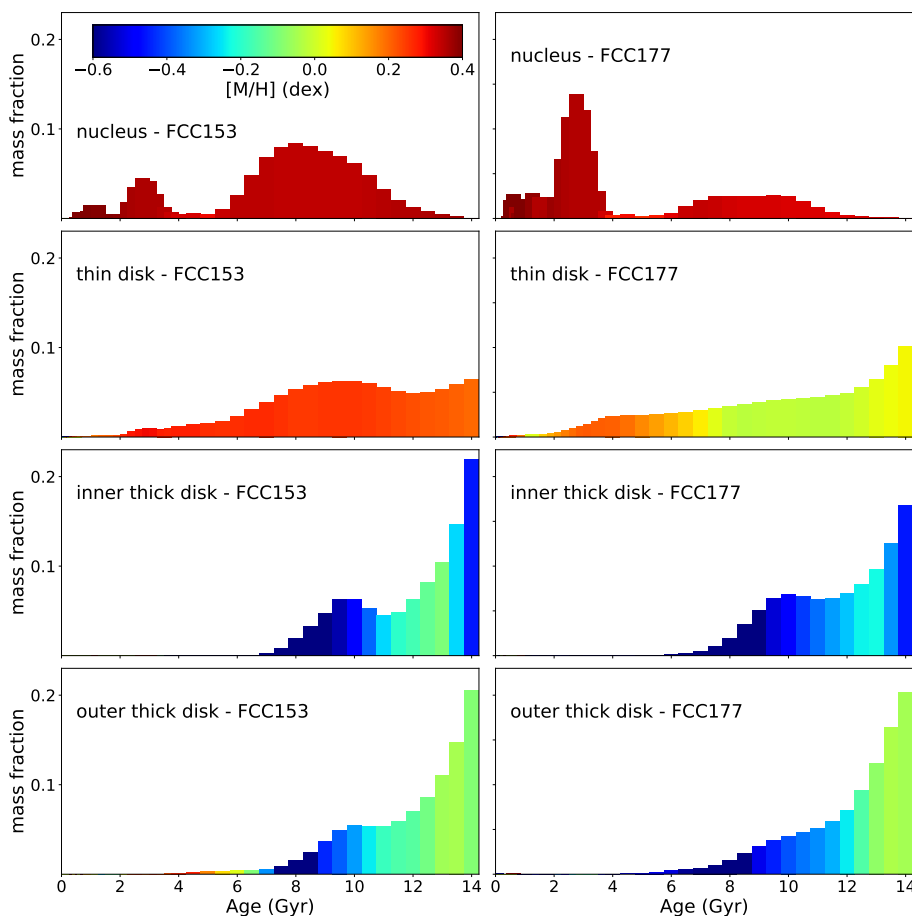 0.2
0.1
mass fraction
−0.6 −0.4 −0.2 0.0 0.2 0.4
[M/H] (dex)
nucleus - FCC153
nucleus - FCC177
0.2
0.1
mass fraction
thin disk - FCC153
thin disk - FCC177
0.2
0.1
mass fraction
inner thick disk - FCC153
inner thick disk - FCC177
0.2
0.1
mass fraction
outer thick disk - FCC153
outer thick disk - FCC177
0 2 4 6 8 10 12 14
0 2 4 6 8 10 12 14
Age (Gyr)
Age (Gyr)